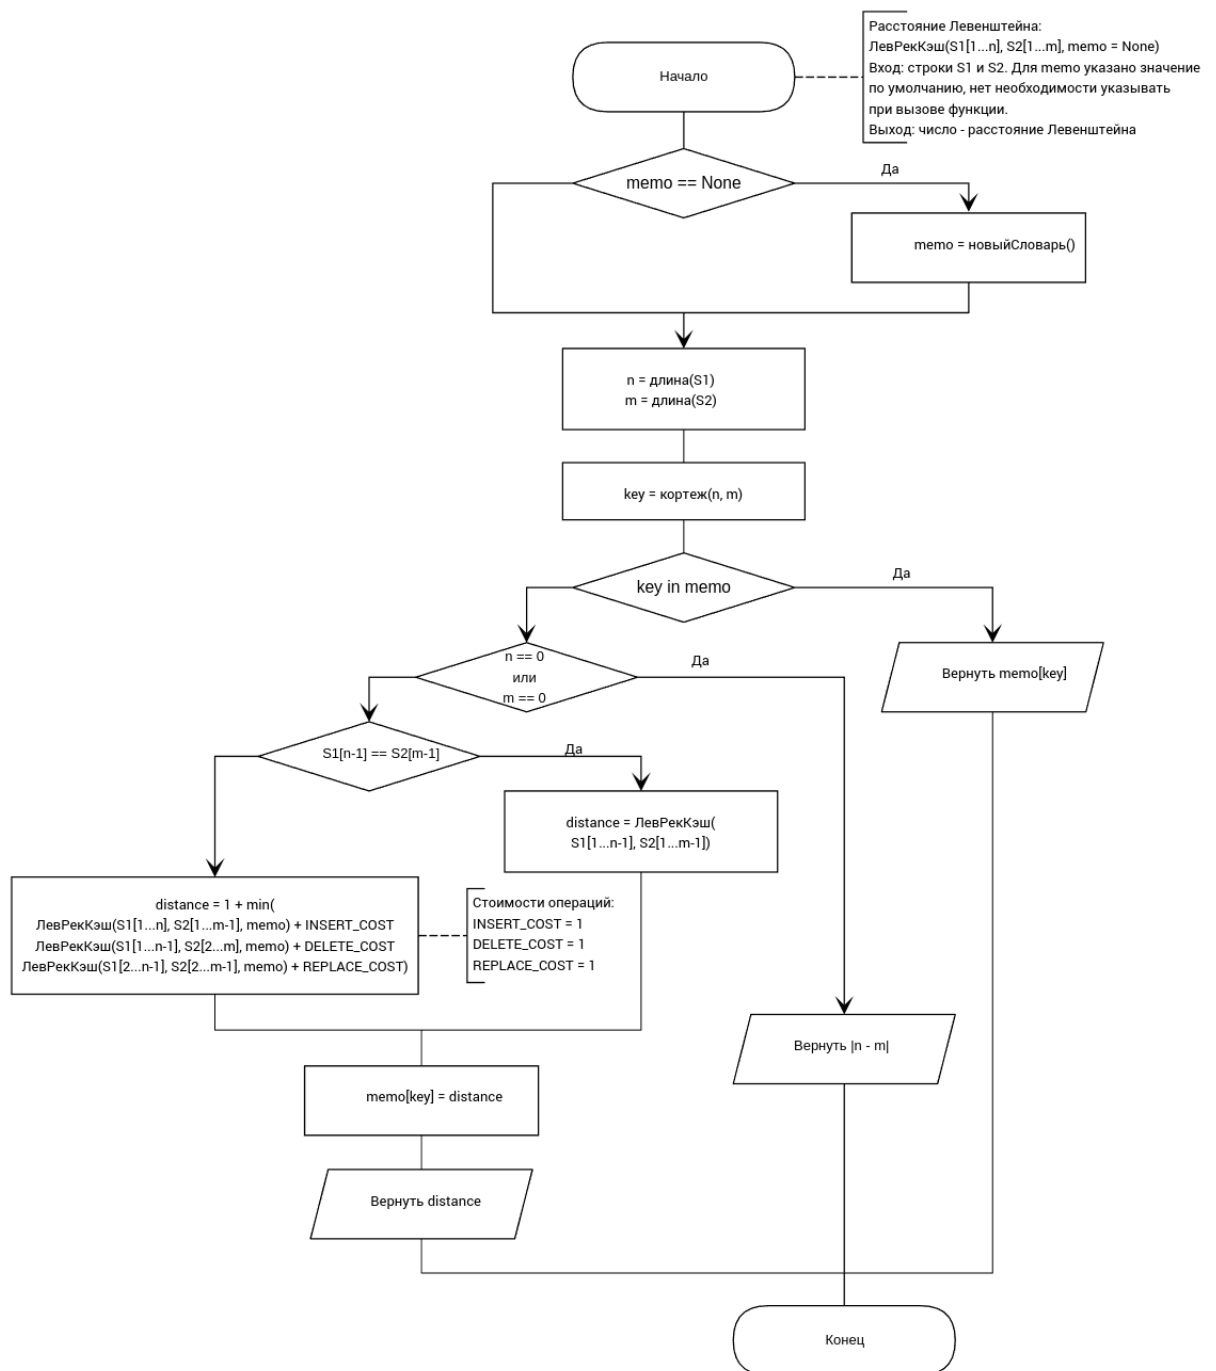 Расстояние Левенштейна:
ЛевРекКэш(S1[1...n], S2[1...m], memo = None)
Вход: строки S1 и S2. Для memo указано значение
по умолчанию, нет необходимости указывать
при вызове функции.
Выход: число - расстояние Левенштейна
Начало
memo == None
Да
memo = новыйСловарь()
n = длина(S1)
m = длина(S2)
key = кортеж(n, m)
key in memo
Да
Вернуть memo[key]
n == 0
или
m == 0
Да
S1[n-1] == S2[m-1]
Да
distance = ЛевРекКэш(
S1[1...n-1], S2[1...m-1])
distance = 1 + min(
ЛевРекКэш(S1[1...n], S2[1...m-1], memo) + INSERT_COST
ЛевРекКэш(S1[1...n-1], S2[2...m], memo) + DELETE_COST
ЛевРекКэш(S1[2...n-1], S2[2...m-1], memo) + REPLACE_COST)
Стоимости операций:
INSERT_COST = 1
DELETE_COST = 1
REPLACE_COST = 1
Вернуть |n - m|
memo[key] = distance
Вернуть distance
Конец